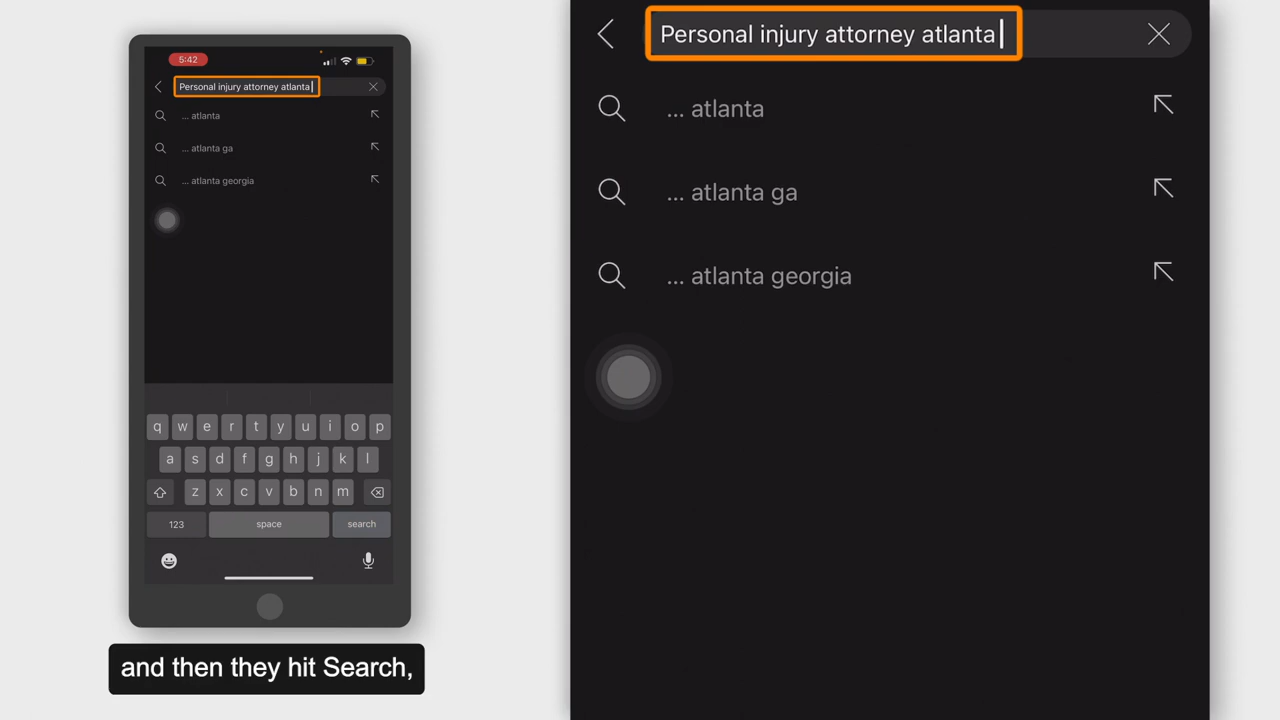 5:42
Personal injury attorney atlanta
... atlanta
... atlanta ga
... atlanta georgia
q w e r t y u i o p
a s d f g h j k l
z x c v b n m
123 space search
and then they hit Search,
Personal injury attorney atlanta
... atlanta
... atlanta ga
... atlanta georgia